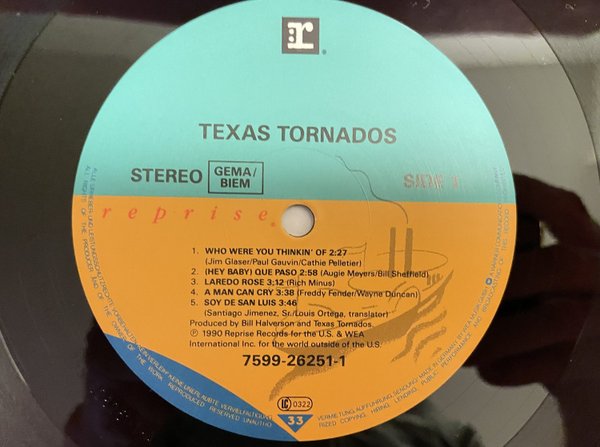 r®
TEXAS TORNADOS
STEREO
GEMA/
BIEM
SIDE
reprise®
1. WHO WERE YOU THINKIN' OF 2:27
(Jim Glaser/Paul Gauvin/Cathie Pelletier)
2. (HEY BABY) QUE PASO 2:58 (Augie Meyers/Bill Sheffield)
3. LAREDO ROSE 3:12 (Rich Minus)
4. A MAN CAN CRY 3:38 (Freddy Fender/Wayne Duncan)
5. SOY DE SAN LUIS 3:46
(Santiago Jimenez, Sr./Louis Ortega, translator)
Produced by Bill Halverson and Texas Tornados.
℗ 1990 Reprise Records for the U.S. & WEA
International Inc. for the world outside of the U.S.
7599-26251-1
LC 0322
33